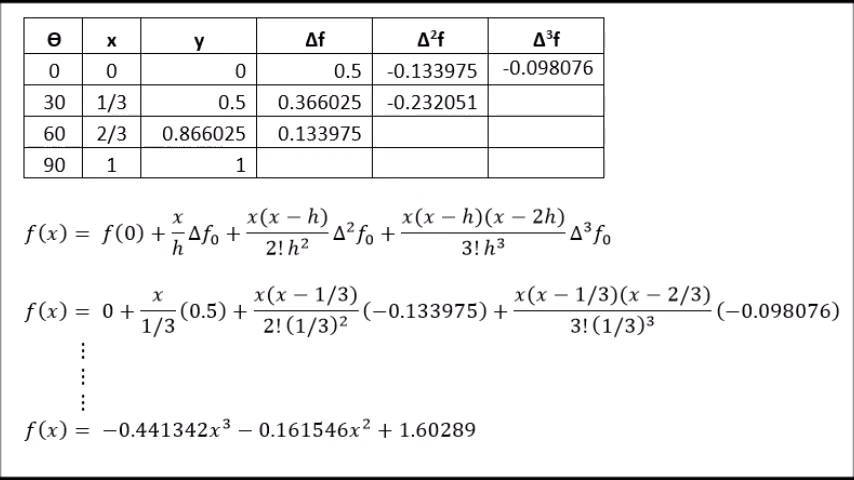 Ѳ x y Δf Δ²f Δ³f
0 0 0 0.5 -0.133975 -0.098076
30 1/3 0.5 0.366025 -0.232051
60 2/3 0.866025 0.133975
90 1 1
f(x) = f(0) + x/h Δf₀ + x(x − h)/2! h² Δ²f₀ + x(x − h)(x − 2h)/3! h³ Δ³f₀
f(x) = 0 + x/1/3 (0.5) + x(x − 1/3)/2! (1/3)² (−0.133975) + x(x − 1/3)(x − 2/3)/3! (1/3)³ (−0.098076)
⋮
⋮
⋮
f(x) = −0.441342x³ − 0.161546x² + 1.60289